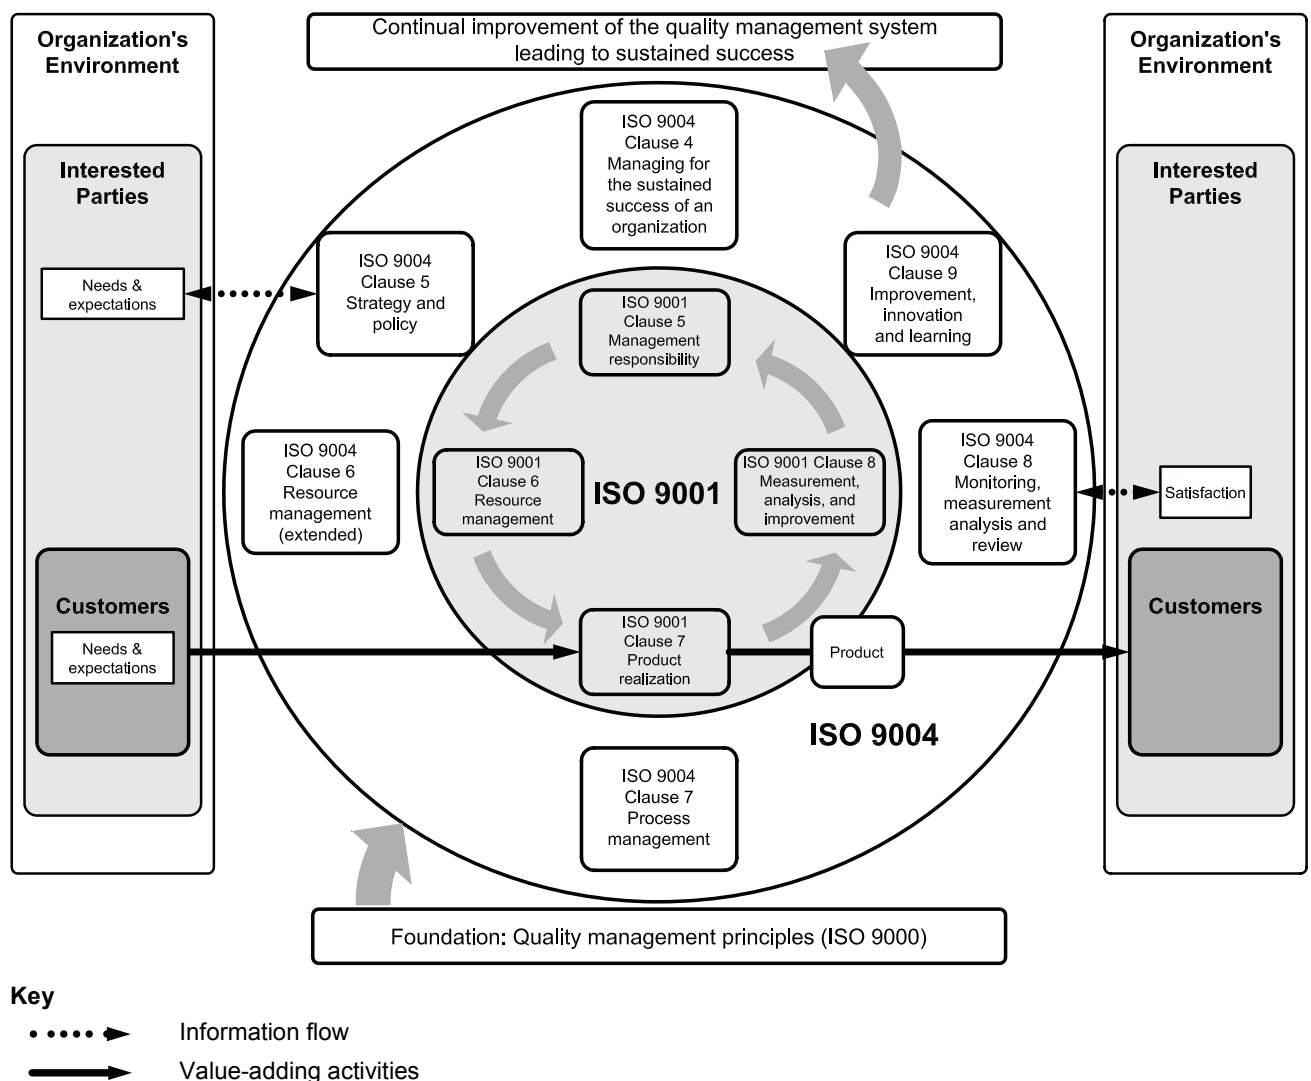 Continual improvement of the quality management system
leading to sustained success
Organization's
Environment
Interested
Parties
Needs &
expectations
Customers
Needs &
expectations
ISO 9004
Clause 4
Managing for
the sustained
success of an
organization
ISO 9004
Clause 5
Strategy and
policy
ISO 9004
Clause 9
Improvement,
innovation
and learning
ISO 9001
Clause 5
Management
responsibility
ISO 9004
Clause 6
Resource
management
(extended)
ISO 9001
Clause 6
Resource
management
ISO 9001
ISO 9001 Clause 8
Measurement,
analysis, and
improvement
ISO 9004
Clause 8
Monitoring,
measurement
analysis and
review
ISO 9001
Clause 7
Product
realization
Product
ISO 9004
ISO 9004
Clause 7
Process
management
Organization's
Environment
Interested
Parties
Satisfaction
Customers
Foundation: Quality management principles (ISO 9000)
Key
Information flow
Value-adding activities